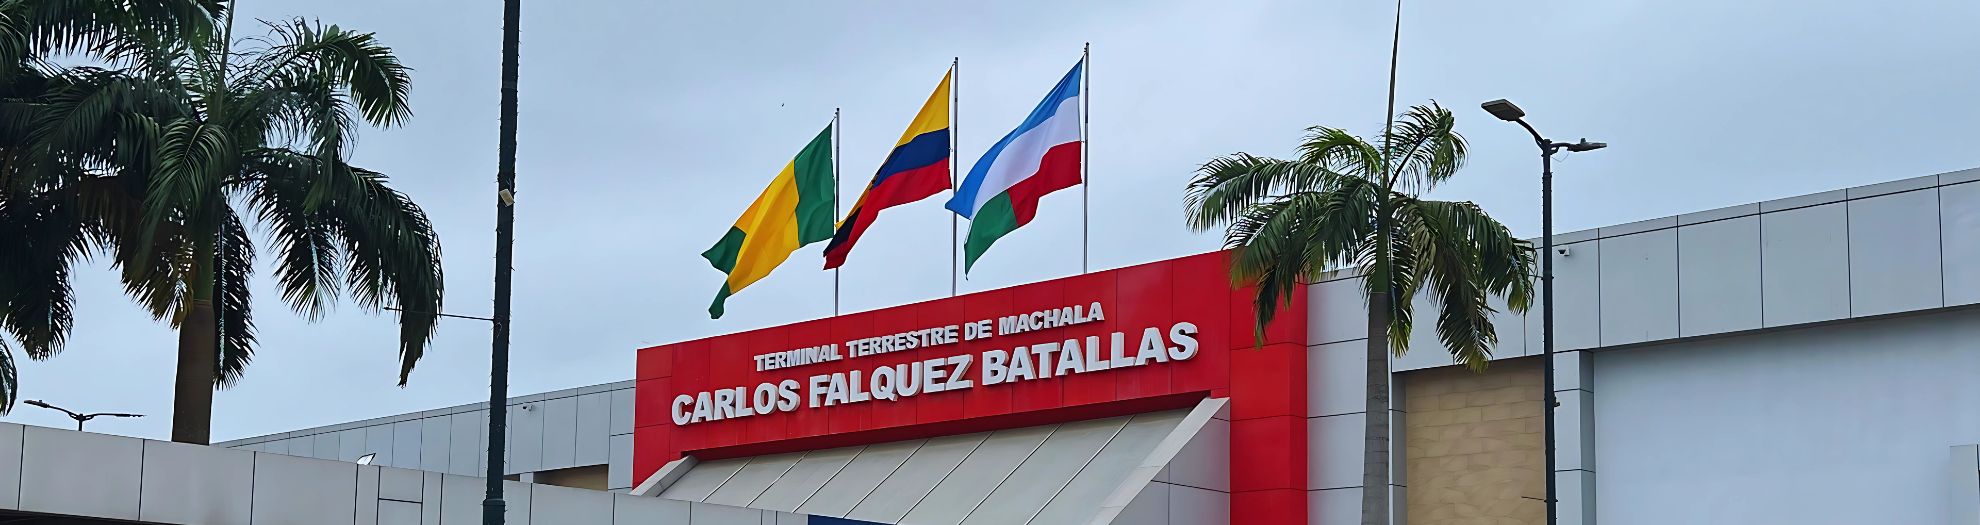 TERMINAL TERRESTRE DE MACHALA
CARLOS FALQUEZ BATALLAS